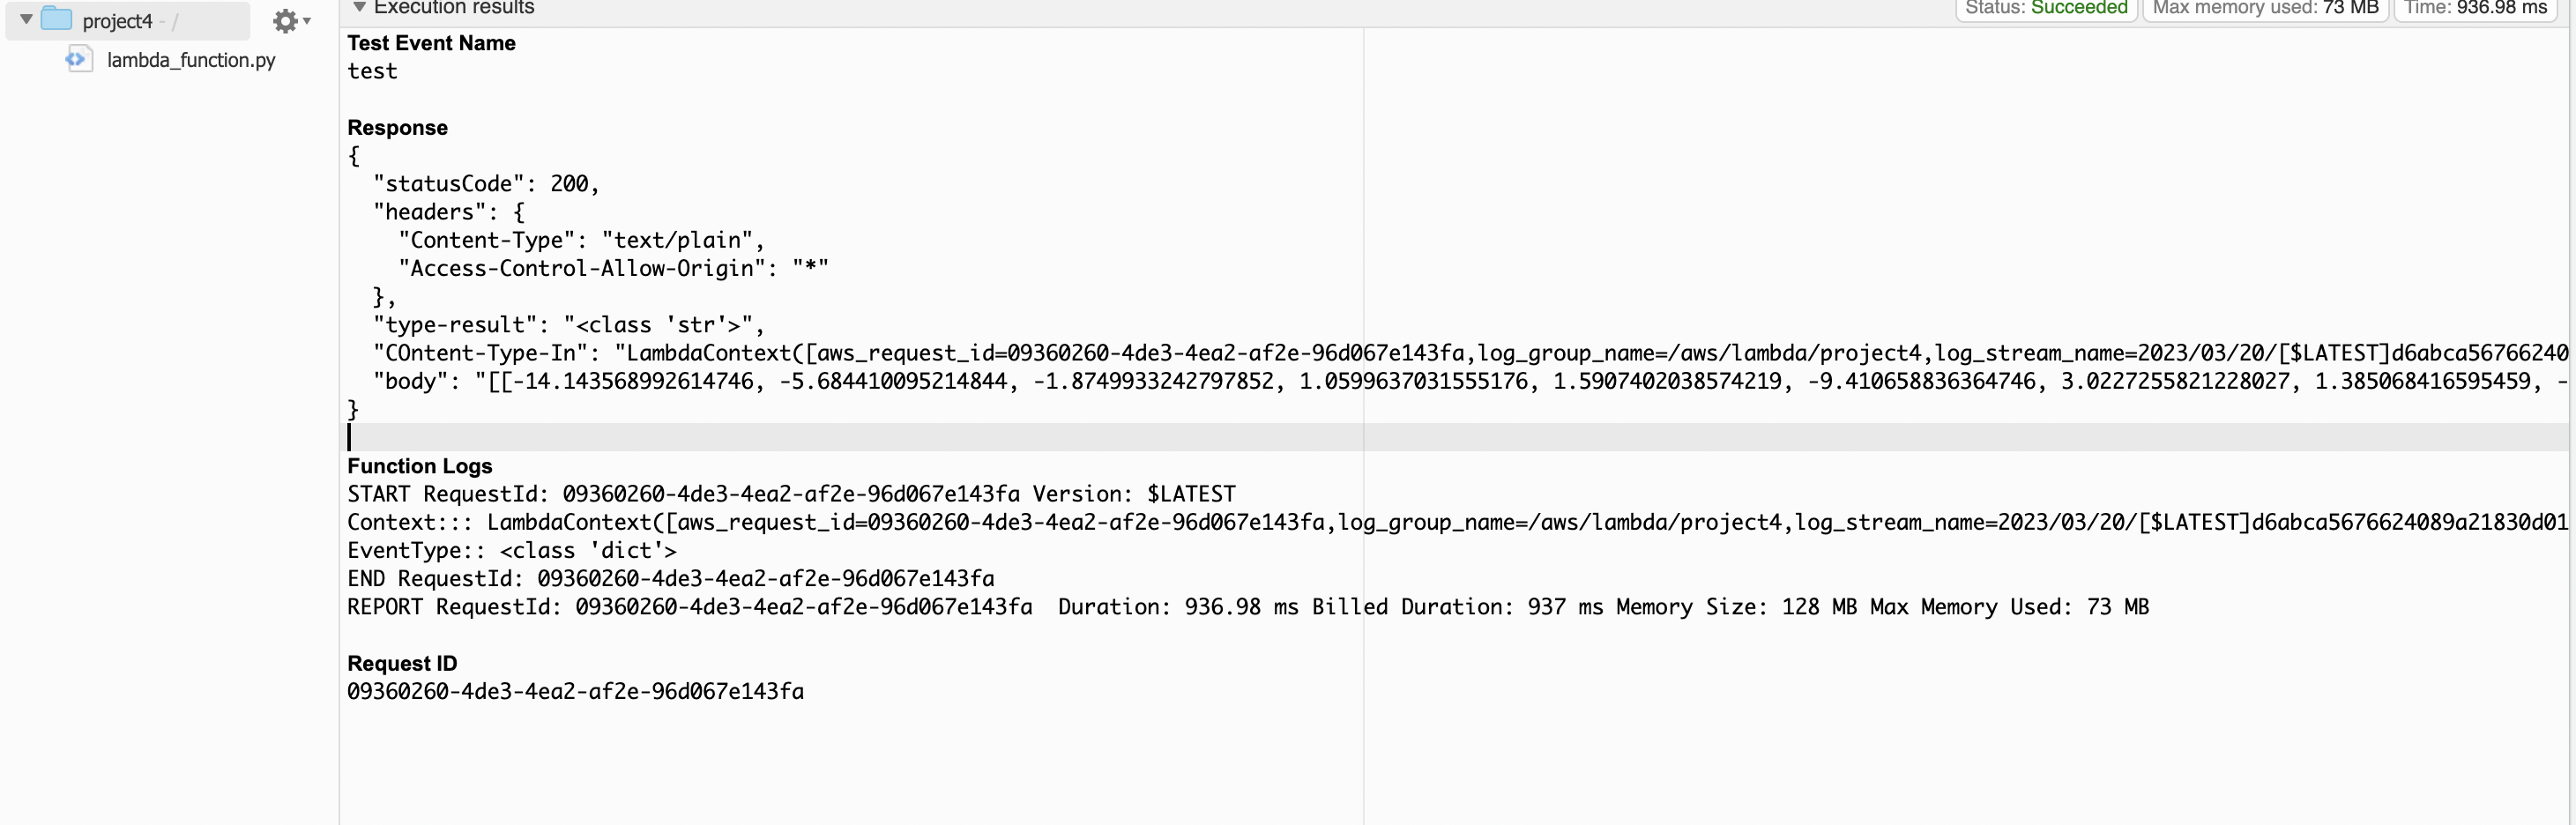 project4 - /
lambda_function.py
Execution results
Status: Succeeded
Max memory used: 73 MB
Time: 936.98 ms
Test Event Name
test
Response
{
"statusCode": 200,
"headers": {
"Content-Type": "text/plain",
"Access-Control-Allow-Origin": "*"
},
"type-result": "<class 'str'>",
"COntent-Type-In": "LambdaContext([aws_request_id=09360260-4de3-4ea2-af2e-96d067e143fa,log_group_name=/aws/lambda/project4,log_stream_name=2023/03/20/[$LATEST]d6abca56766240
"body": "[[-14.143568992614746, -5.684410095214844, -1.8749933242797852, 1.0599637031555176, 1.5907402038574219, -9.410658836364746, 3.0227255821228027, 1.385068416595459, -
}
Function Logs
START RequestId: 09360260-4de3-4ea2-af2e-96d067e143fa Version: $LATEST
Context::: LambdaContext([aws_request_id=09360260-4de3-4ea2-af2e-96d067e143fa,log_group_name=/aws/lambda/project4,log_stream_name=2023/03/20/[$LATEST]d6abca5676624089a21830d01
EventType:: <class 'dict'>
END RequestId: 09360260-4de3-4ea2-af2e-96d067e143fa
REPORT RequestId: 09360260-4de3-4ea2-af2e-96d067e143fa  Duration: 936.98 ms Billed Duration: 937 ms Memory Size: 128 MB Max Memory Used: 73 MB
Request ID
09360260-4de3-4ea2-af2e-96d067e143fa